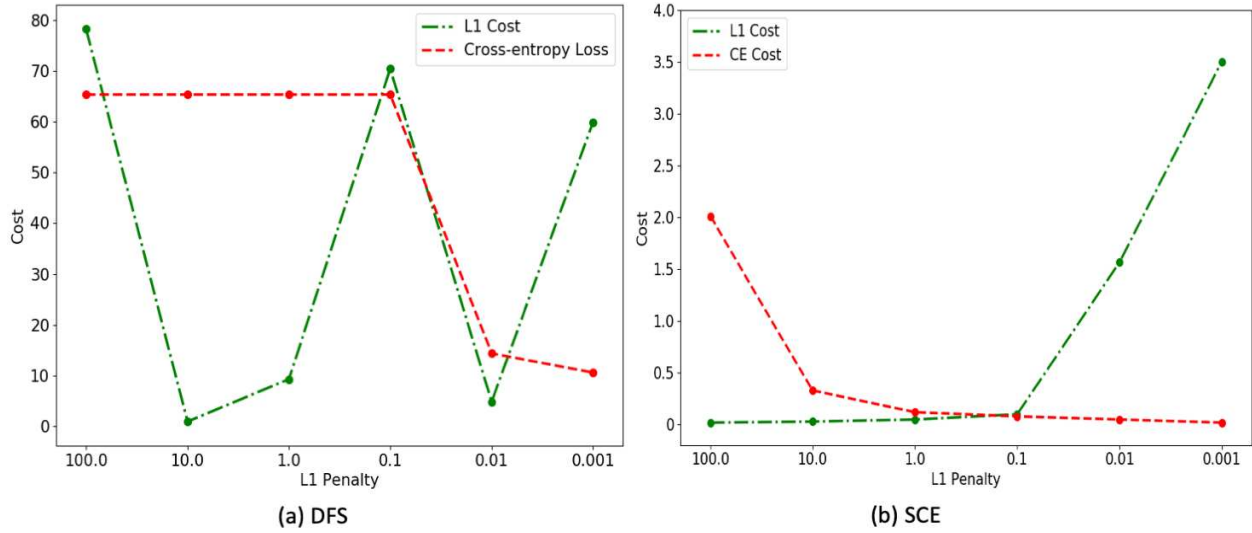 80
70
60
50
40
30
20
10
0
Cost
L1 Cost
Cross-entropy Loss
100.0 10.0 1.0 0.1 0.01 0.001
L1 Penalty
(a) DFS
4.0
3.5
3.0
2.5
2.0
1.5
1.0
0.5
0
Cost
L1 Cost
CE Cost
100.0 10.0 1.0 0.1 0.01 0.001
L1 Penalty
(b) SCE